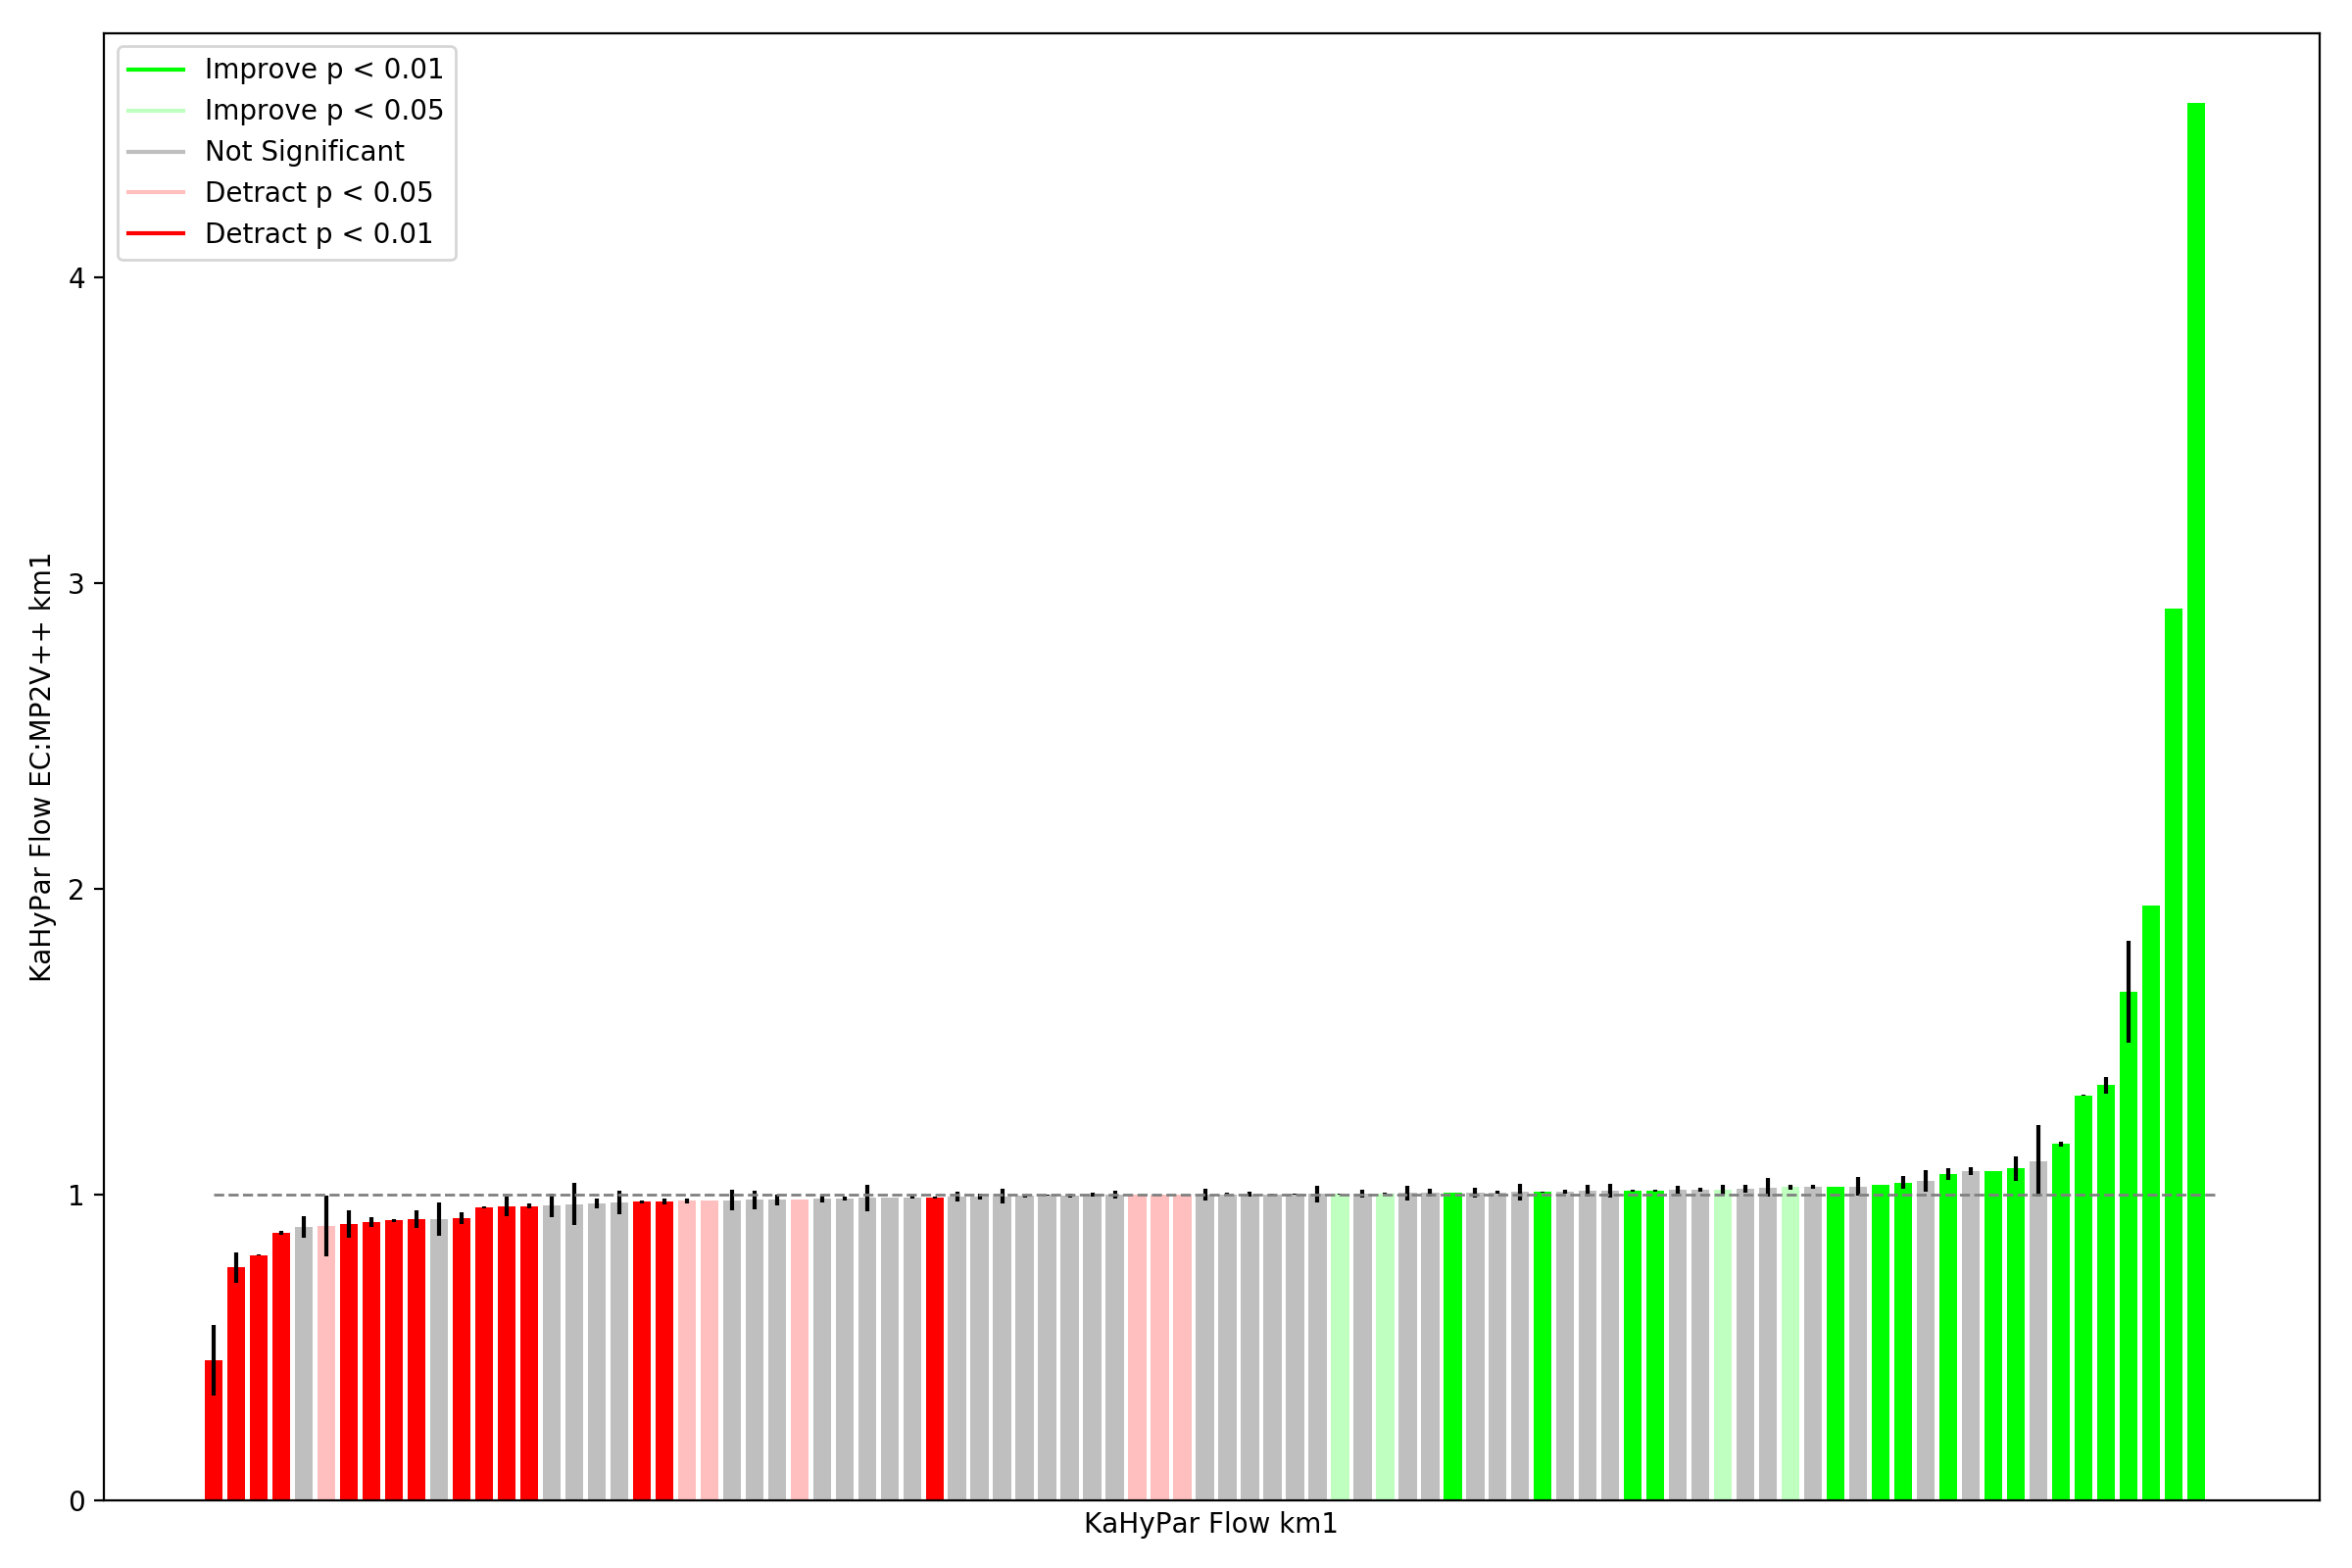 Improve p < 0.01
Improve p < 0.05
Not Significant
Detract p < 0.05
Detract p < 0.01
4
3
2
1
0
KaHyPar Flow EC:MP2V++ km1
KaHyPar Flow km1